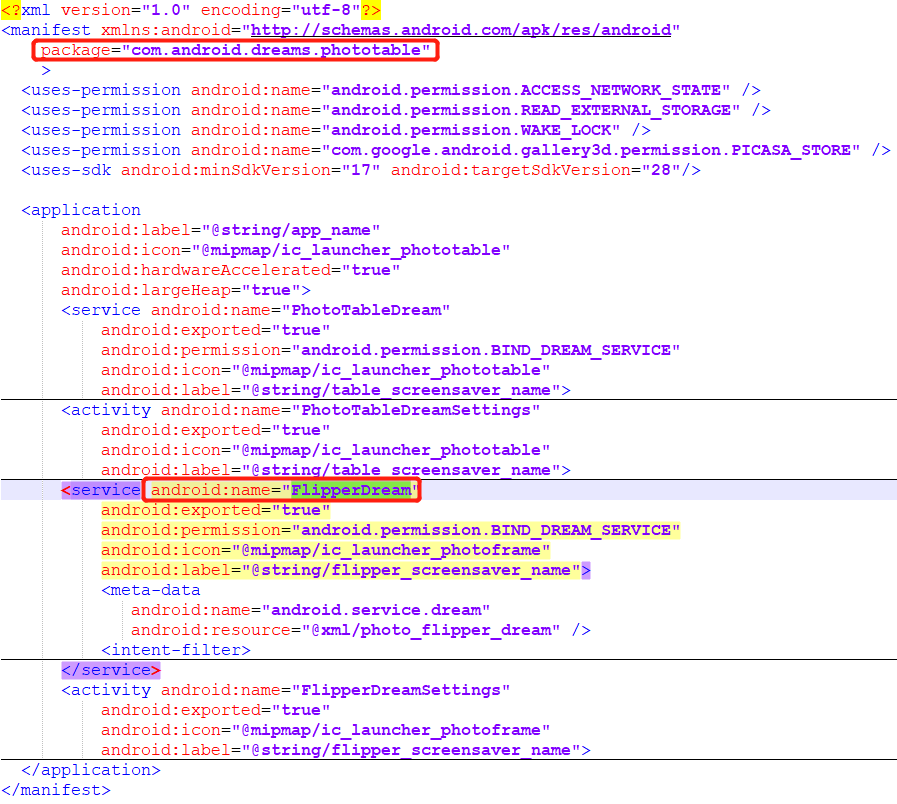 <?xml version="1.0" encoding="utf-8"?>
<manifest xmlns:android="http://schemas.android.com/apk/res/android"
package="com.android.dreams.phototable"
>
<uses-permission android:name="android.permission.ACCESS_NETWORK_STATE" />
<uses-permission android:name="android.permission.READ_EXTERNAL_STORAGE" />
<uses-permission android:name="android.permission.WAKE_LOCK" />
<uses-permission android:name="com.google.android.gallery3d.permission.PICASA_STORE" />
<uses-sdk android:minSdkVersion="17" android:targetSdkVersion="28"/>
<application
android:label="@string/app_name"
android:icon="@mipmap/ic_launcher_phototable"
android:hardwareAccelerated="true"
android:largeHeap="true">
<service android:name="PhotoTableDream"
android:exported="true"
android:permission="android.permission.BIND_DREAM_SERVICE"
android:icon="@mipmap/ic_launcher_phototable"
android:label="@string/table_screensaver_name">
<activity android:name="PhotoTableDreamSettings"
android:exported="true"
android:icon="@mipmap/ic_launcher_phototable"
android:label="@string/table_screensaver_name">
<service android:name="FlipperDream"
android:exported="true"
android:permission="android.permission.BIND_DREAM_SERVICE"
android:icon="@mipmap/ic_launcher_photoframe"
android:label="@string/flipper_screensaver_name">
<meta-data
android:name="android.service.dream"
android:resource="@xml/photo_flipper_dream" />
<intent-filter>
</service>
<activity android:name="FlipperDreamSettings"
android:exported="true"
android:icon="@mipmap/ic_launcher_photoframe"
android:label="@string/flipper_screensaver_name">
</application>
</manifest>